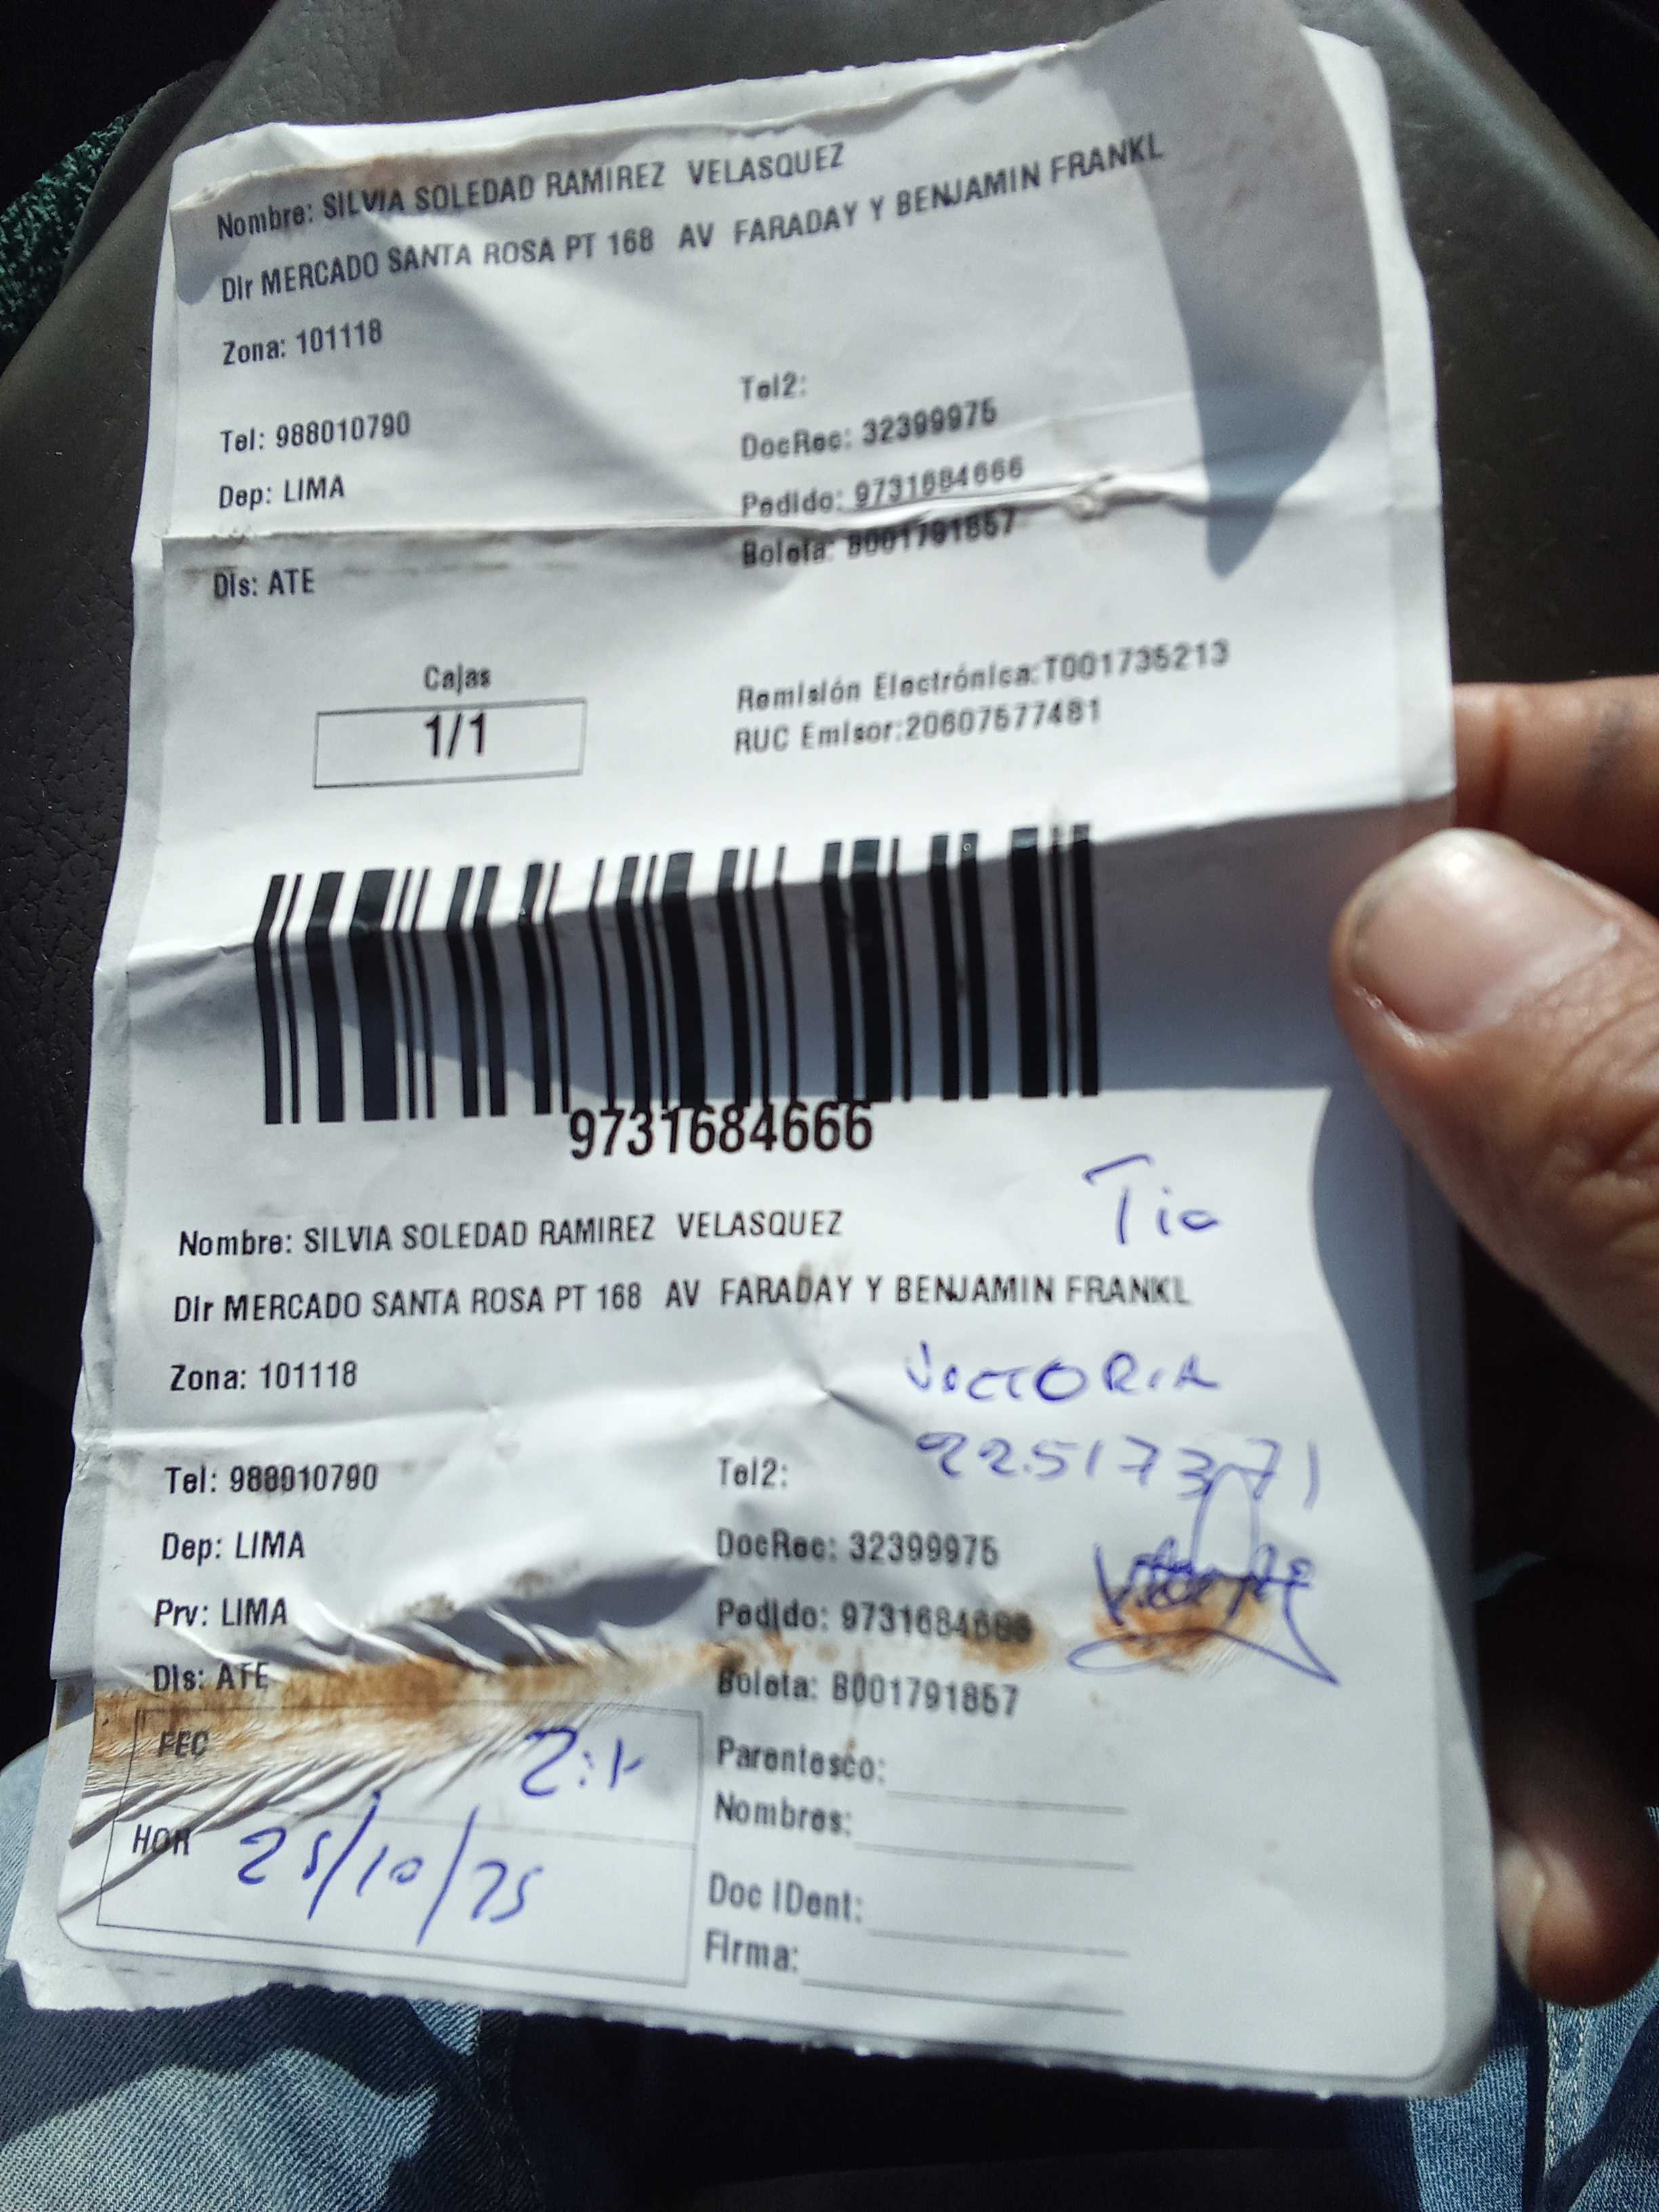 Nombre: SILVIA SOLEDAD RAMIREZ VELASQUEZ
Dir MERCADO SANTA ROSA PT 168 AV FARADAY Y BENJAMIN FRANKL
Zona: 101118
Tel: 988010790 Tel2:
DocRec: 32399975
Dep: LIMA Pedido: 9731684666
Boleta: B001791857
Dis: ATE
Cajas
1/1
Remisión Electrónica:T001735213
RUC Emisor:20607577481
9731684666
Tio
Nombre: SILVIA SOLEDAD RAMIREZ VELASQUEZ
Dir MERCADO SANTA ROSA PT 168 AV FARADAY Y BENJAMIN FRANKL
Zona: 101118
VICTORIA
22517371
Tel: 988010790 Tel2:
Dep: LIMA DocRec: 32399975
Prv: LIMA Pedido: 9731684666
Dis: ATE Boleta: B001791857
FEC
Parentesco:
Nombres:
HOR 25/10/25
Doc IDent:
Firma: